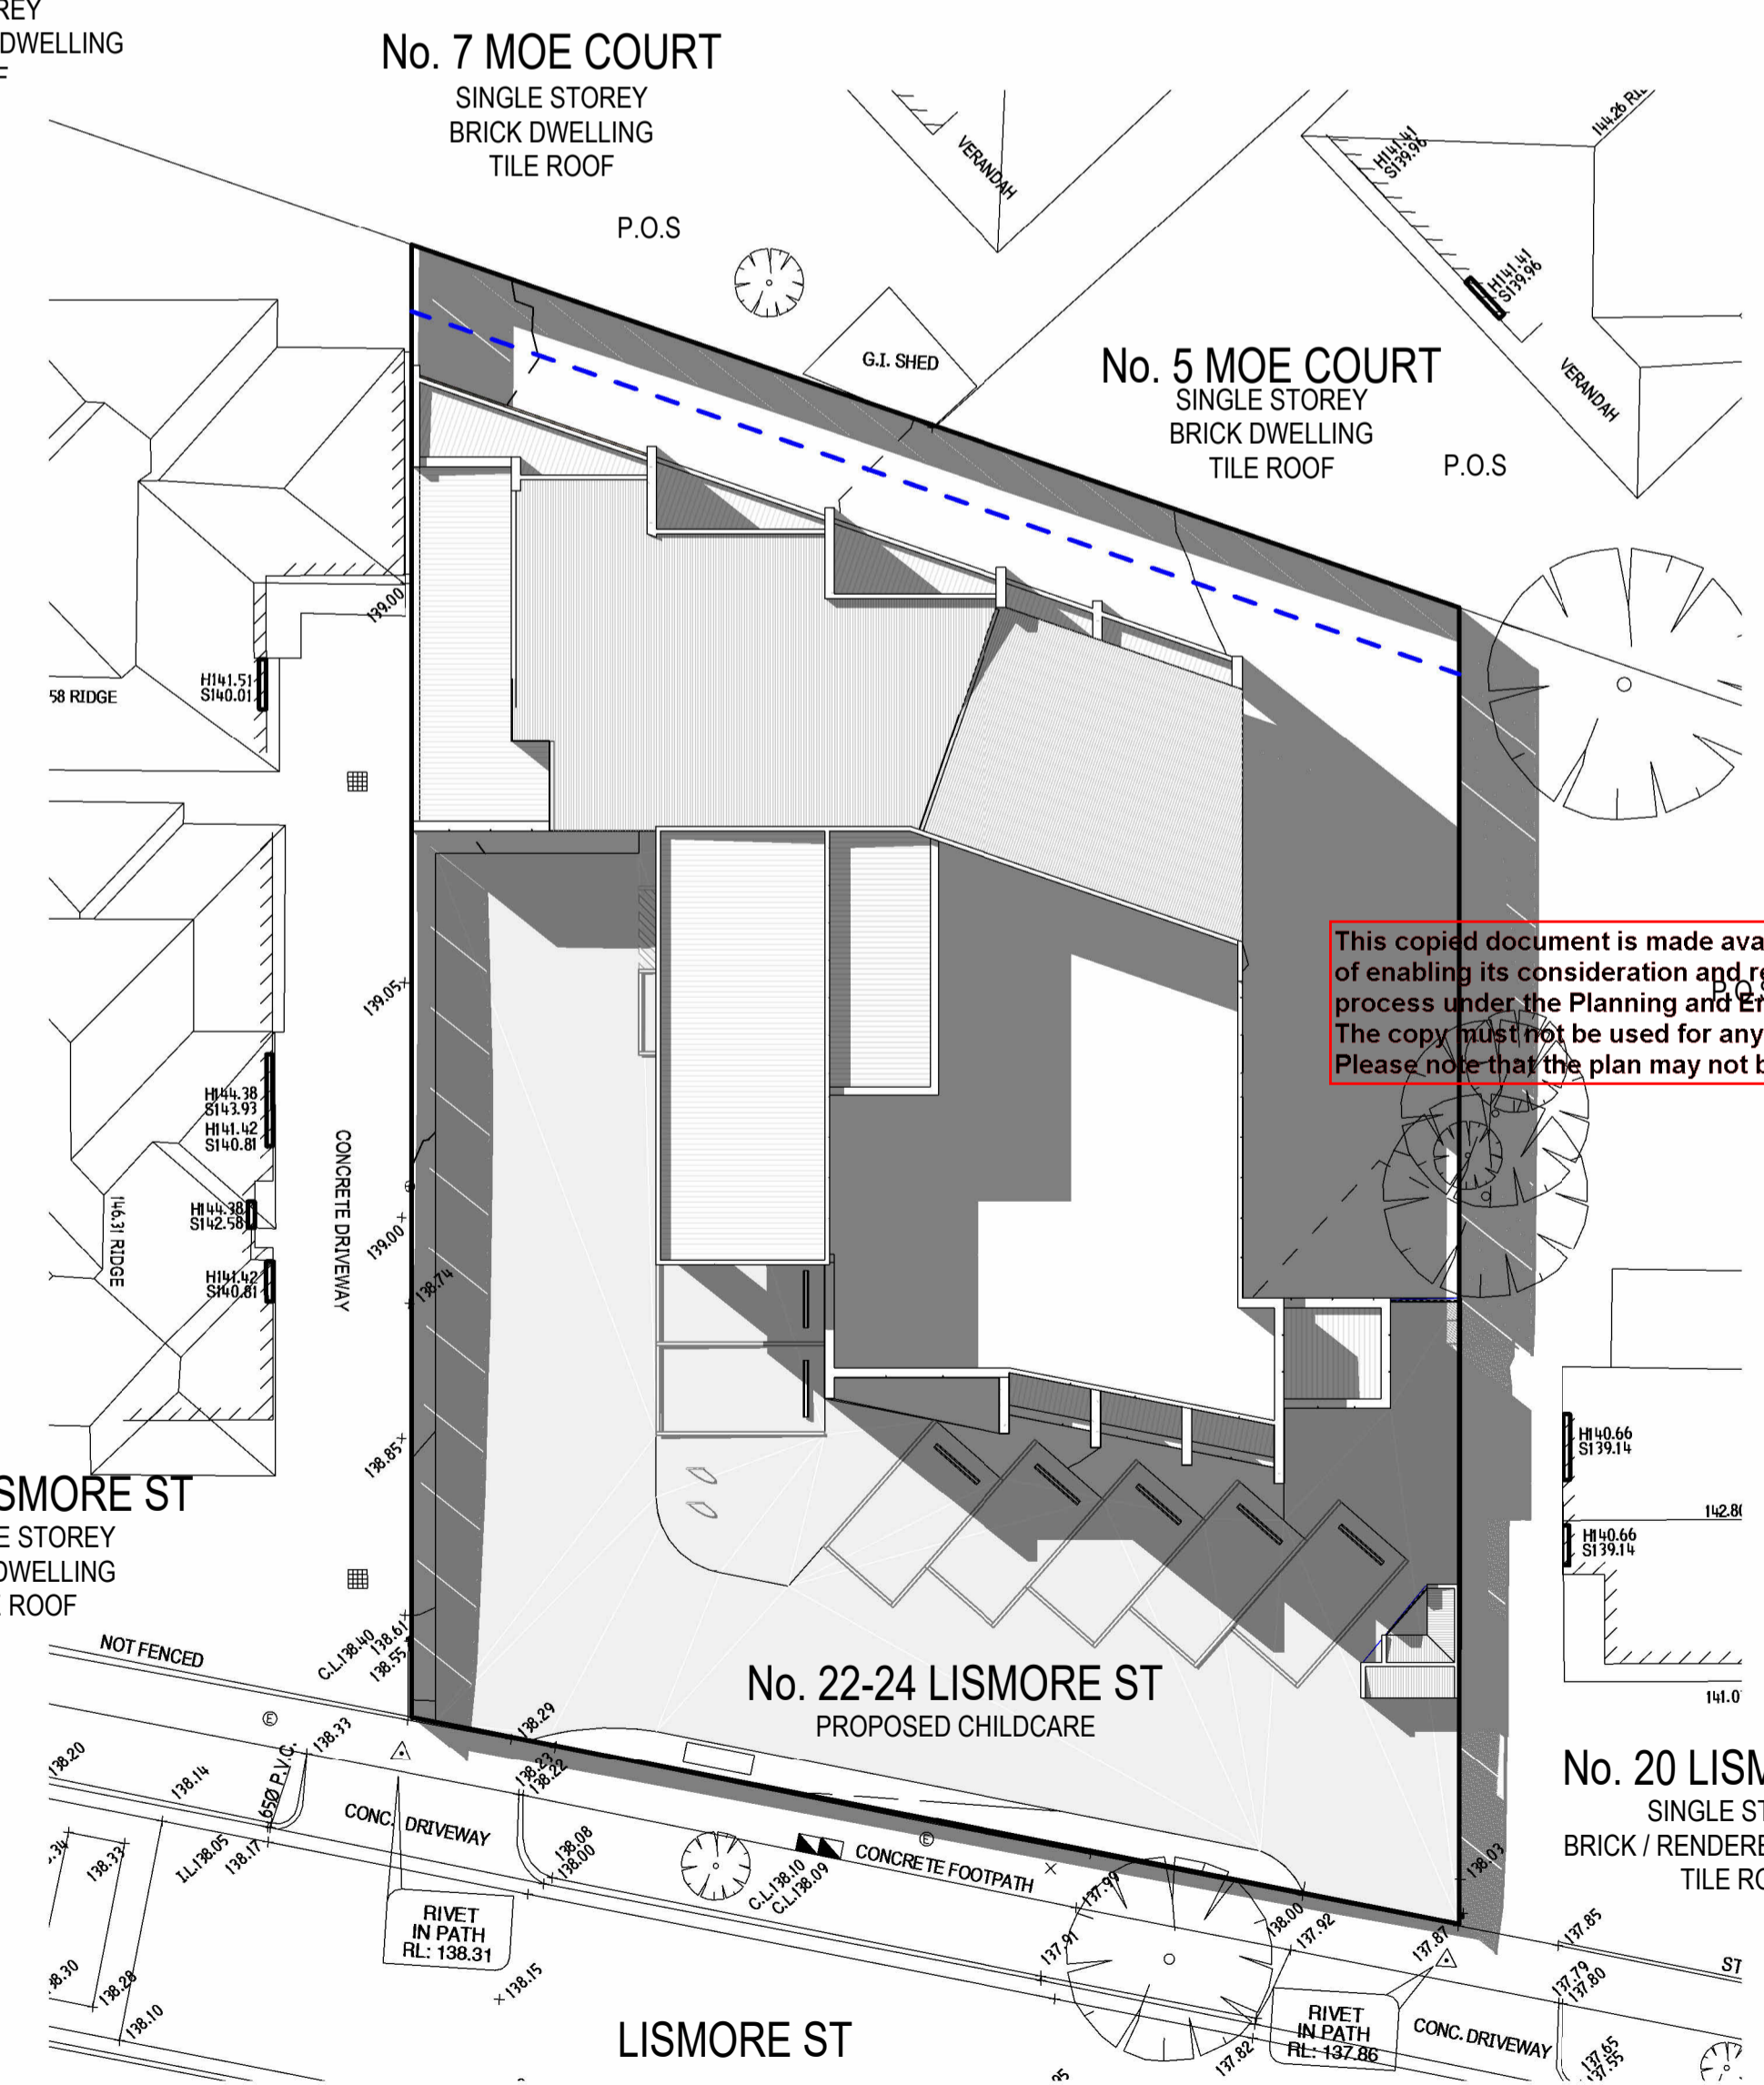 DWELLING
No. 7 MOE COURT
SINGLE STOREY
BRICK DWELLING
TILE ROOF
P.O.S
VERANDAH
H141.41
S139.96
H141.41
S139.96
VERANDAH
G.I. SHED
No. 5 MOE COURT
SINGLE STOREY
BRICK DWELLING
TILE ROOF
P.O.S
139.00
H141.51
S140.01
58 RIDGE
This copied document is made ava
of enabling its consideration and re
process under the Planning and En
The copy must not be used for any
Please note that the plan may not b
139.05
H144.38
S143.93
H141.42
S140.81
H144.38
S142.58
H141.42
S140.81
146.31 RIDGE
CONCRETE DRIVEWAY
139.00
138.74
138.85
H140.66
S139.14
142.80
H140.66
S139.14
141.0
SMORE ST
E STOREY
DWELLING
ROOF
NOT FENCED
C.L.138.40
138.61
138.55
No. 22-24 LISMORE ST
PROPOSED CHILDCARE
No. 20 LISM
SINGLE ST
BRICK / RENDERE
TILE RO
138.20
138.14
650 P.V.C.
138.33
138.29
138.23
138.22
CONC. DRIVEWAY
138.08
138.00
I.L.138.05
138.17
138.33
C.L.138.10
C.L.138.09
CONCRETE FOOTPATH
137.99
138.00
137.92
138.03
137.87
137.85
137.91
RIVET
IN PATH
RL: 138.31
138.15
138.28
138.10
137.79
137.80
ST
RIVET
IN PATH
RL: 137.86
CONC. DRIVEWAY
137.82
137.65
137.55
LISMORE ST